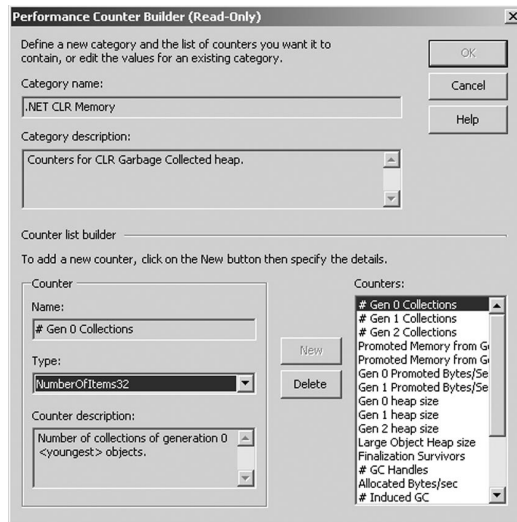 Performance Counter Builder (Read-Only)
Define a new category and the list of counters you want it to
contain, or edit the values for an existing category.
OK
Cancel
Help
Category name:
.NET CLR Memory
Category description:
Counters for CLR Garbage Collected heap.
Counter list builder
To add a new counter, click on the New button then specify the details.
Counter
Name:
# Gen 0 Collections
Type:
NumberOfItems32
Counter description:
Number of collections of generation 0
<youngest> objects.
New
Delete
Counters:
# Gen 0 Collections
# Gen 1 Collections
# Gen 2 Collections
Promoted Memory from
Promoted Memory from
Gen 0 Promoted Bytes/Se
Gen 1 Promoted Bytes/Se
Gen 0 heap size
Gen 1 heap size
Gen 2 heap size
Large Object Heap size
Finalization Survivors
# GC Handles
Allocated Bytes/sec
# Induced GC